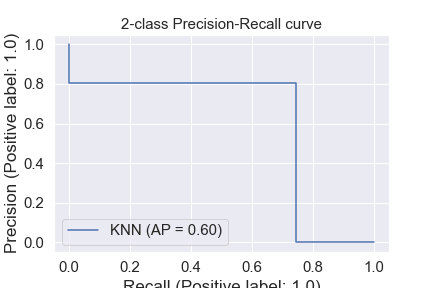 2-class Precision-Recall curve
Precision (Positive label: 1.0)
1.0
0.8
0.6
0.4
0.2
0.0
KNN (AP = 0.60)
0.0 0.2 0.4 0.6 0.8 1.0
Recall (Positive label: 1.0)